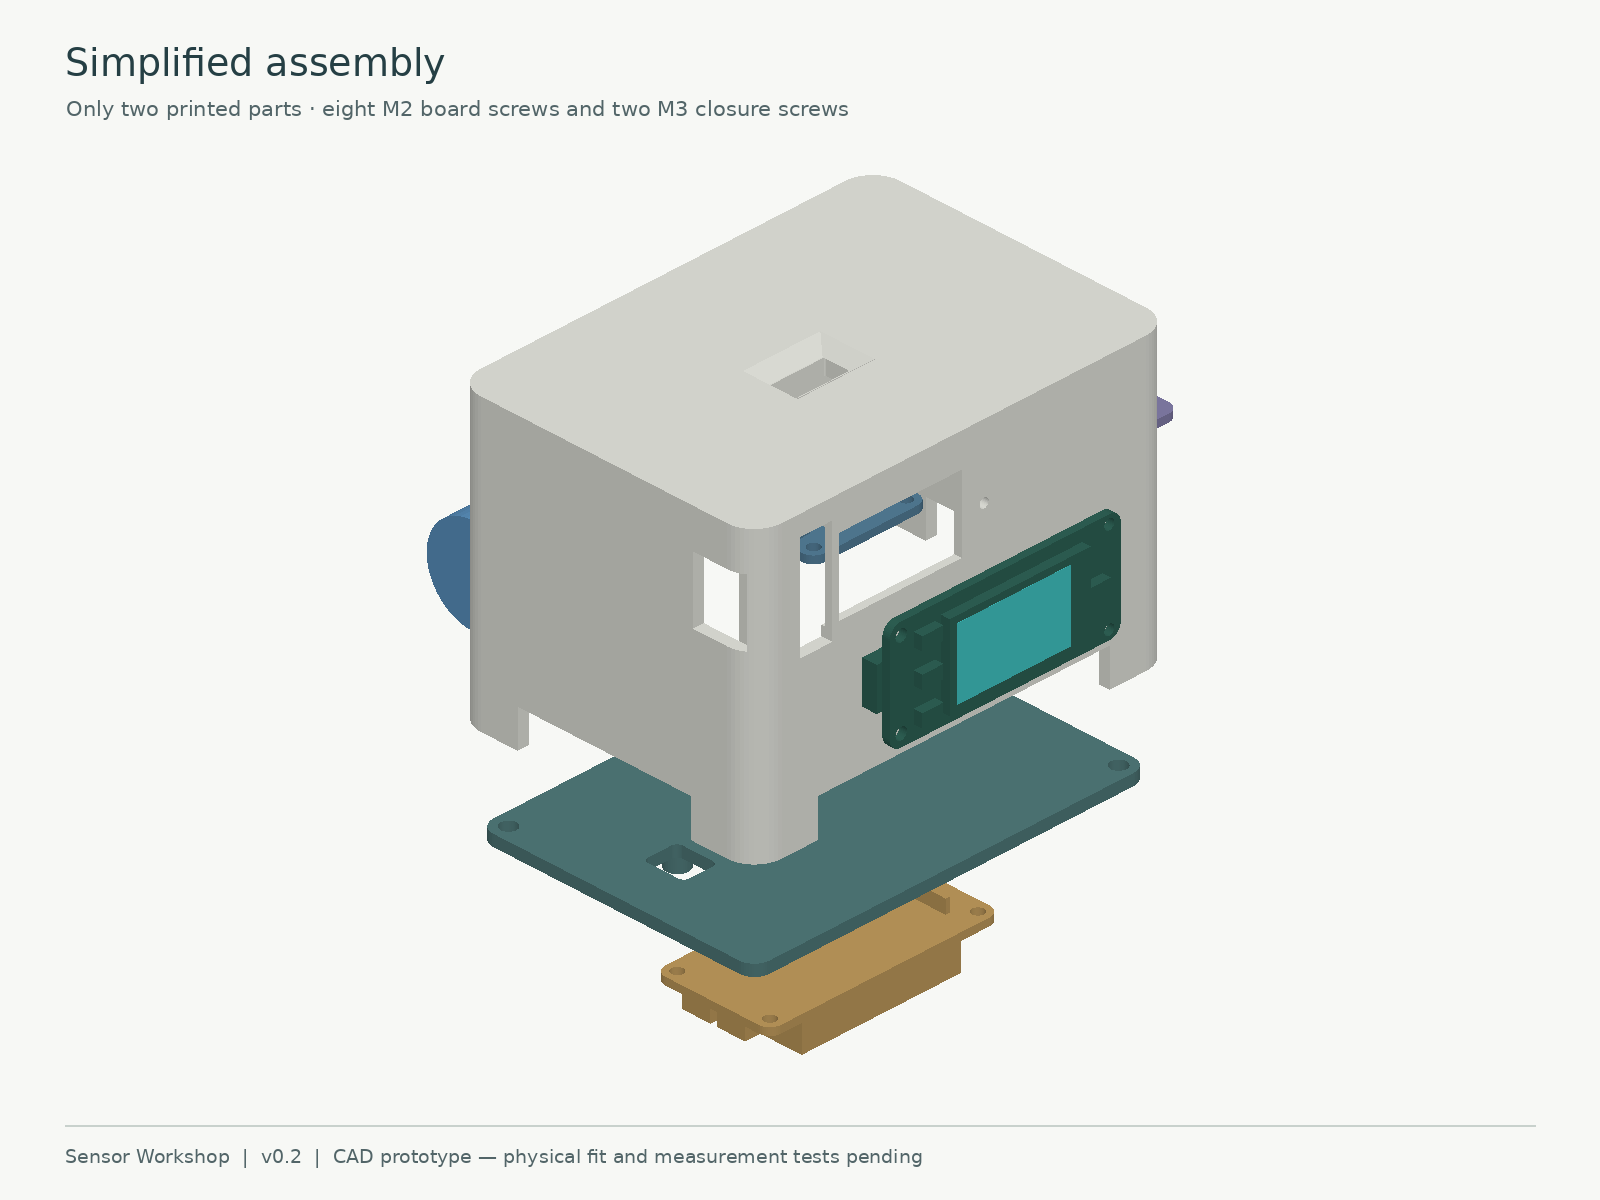 Simplified assembly
Only two printed parts · eight M2 board screws and two M3 closure screws
Sensor Workshop | v0.2 | CAD prototype — physical fit and measurement tests pending